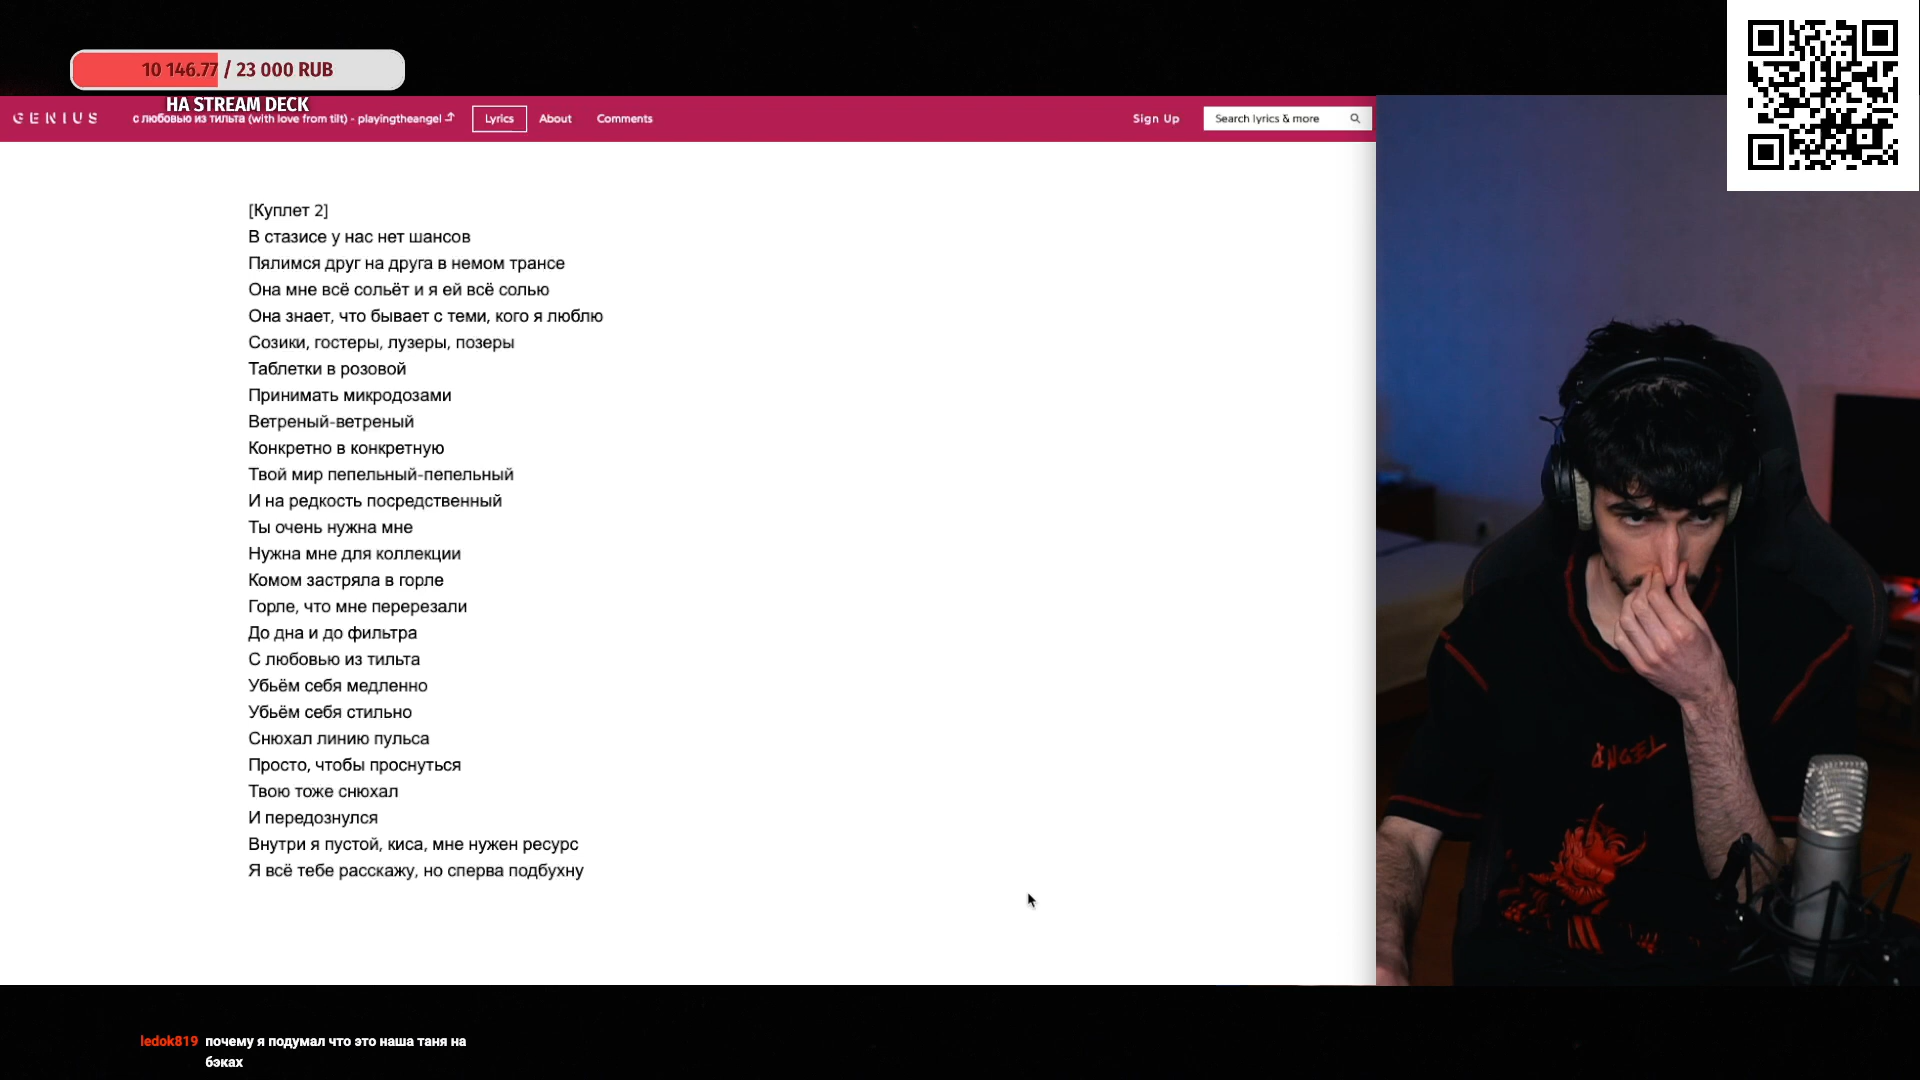 10 146.77 / 23 000 RUB
НА STREAM DECK
GENIUS
с любовью из тильта (with love from tilt) - playingtheangel
Lyrics
About
Comments
Sign Up
Search lyrics & more
[Куплет 2]
В стазисе у нас нет шансов
Пялимся друг на друга в немом трансе
Она мне всё сольёт и я ей всё солью
Она знает, что бывает с теми, кого я люблю
Созики, гостеры, лузеры, позеры
Таблетки в розовой
Принимать микродозами
Ветреный-ветреный
Конкретно в конкретную
Твой мир пепельный-пепельный
И на редкость посредственный
Ты очень нужна мне
Нужна мне для коллекции
Комом застряла в горле
Горле, что мне перерезали
До дна и до фильтра
С любовью из тильта
Убьём себя медленно
Убьём себя стильно
Снюхал линию пульса
Просто, чтобы проснуться
Твою тоже снюхал
И передознулся
Внутри я пустой, киса, мне нужен ресурс
Я всё тебе расскажу, но сперва подбухну
ANGEL
ledok819 почему я подумал что это наша таня на
бэках